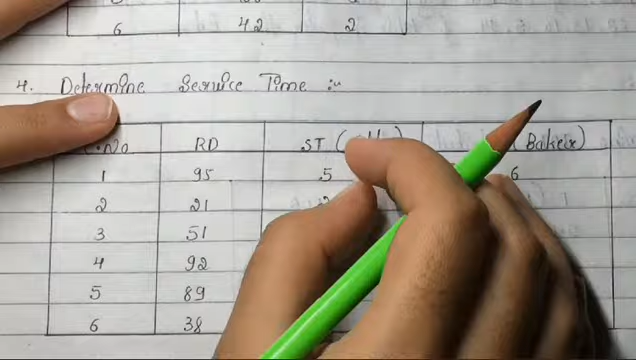 6 42 2
4. Determine Service Time :-
RD ST ( Baker)
1 95 5 6
2 21
3 51
4 92
5 89
6 38